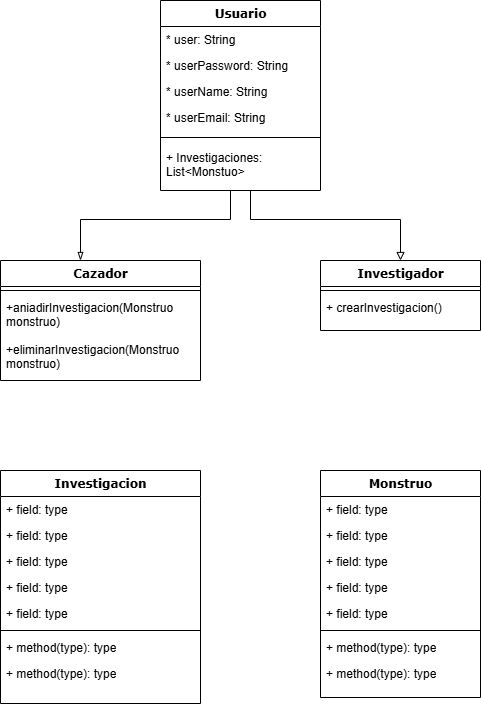 Usuario
* user: String
* userPassword: String
* userName: String
* userEmail: String
+ Investigaciones:
List<Monstuo>
Cazador
+aniadirInvestigacion(Monstruo
monstruo)
+eliminarInvestigacion(Monstruo
monstruo)
Investigador
+ crearInvestigacion()
Investigacion
+ field: type
+ field: type
+ field: type
+ field: type
+ field: type
+ method(type): type
+ method(type): type
Monstruo
+ field: type
+ field: type
+ field: type
+ field: type
+ field: type
+ method(type): type
+ method(type): type